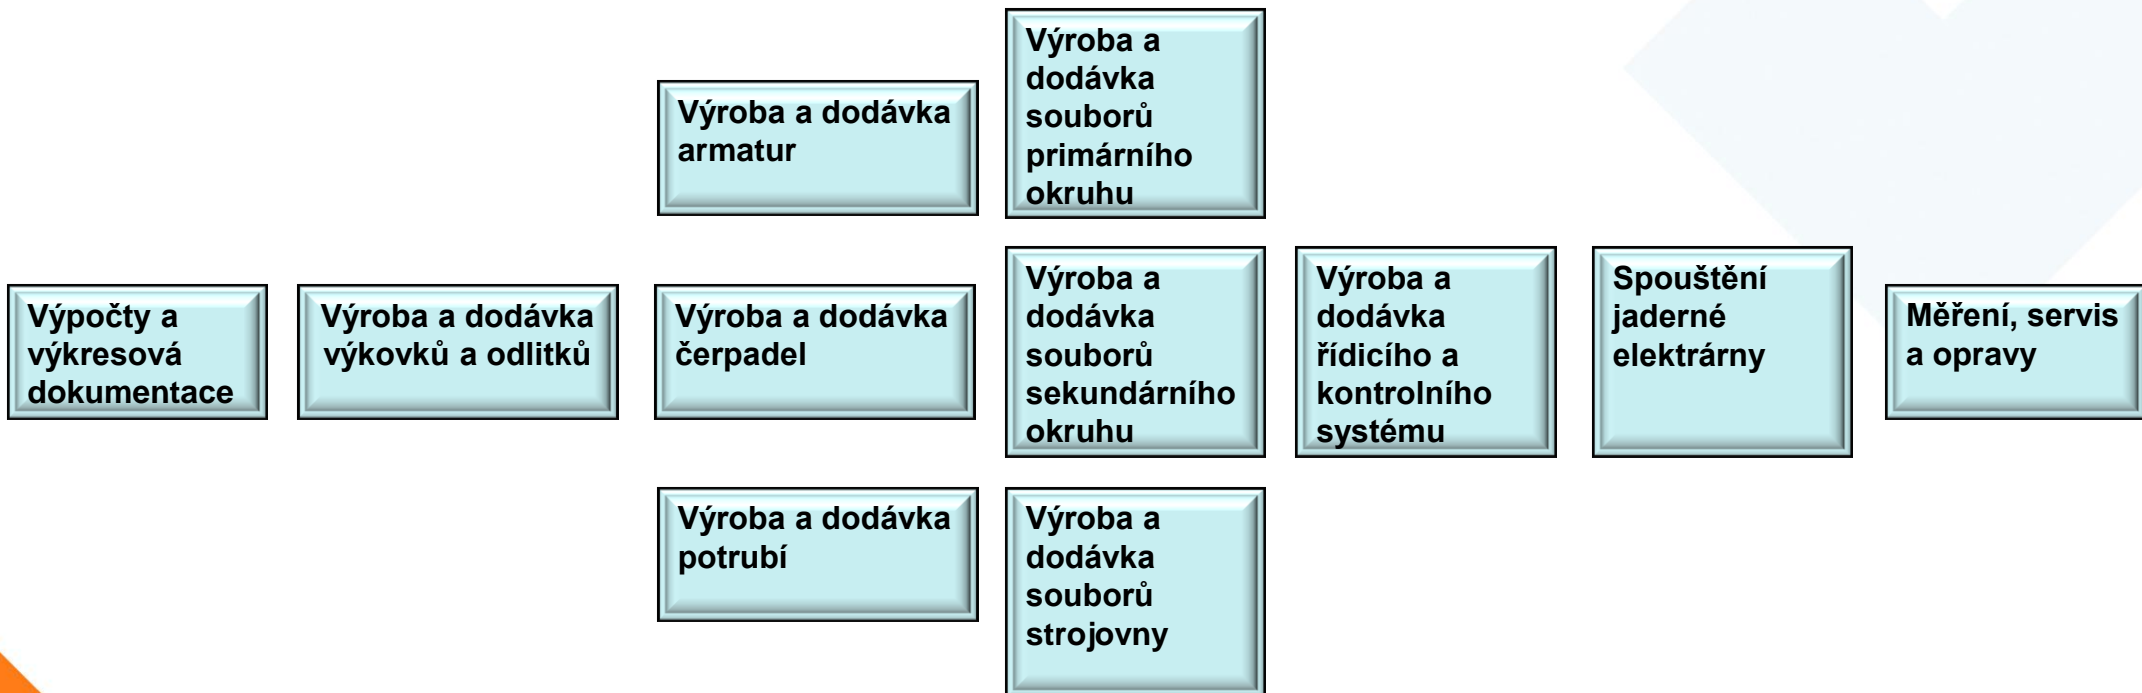 Výpočty a
výkresová
dokumentace
Výroba a dodávka
výkovků a odlitků
Výroba a dodávka
armatur
Výroba a dodávka
čerpadel
Výroba a dodávka
potrubí
Výroba a
dodávka
souborů
primárního
okruhu
Výroba a
dodávka
souborů
sekundárního
okruhu
Výroba a
dodávka
souborů
strojovny
Výroba a
dodávka
řídicího a
kontrolního
systému
Spouštění
jaderné
elektrárny
Měření, servis
a opravy